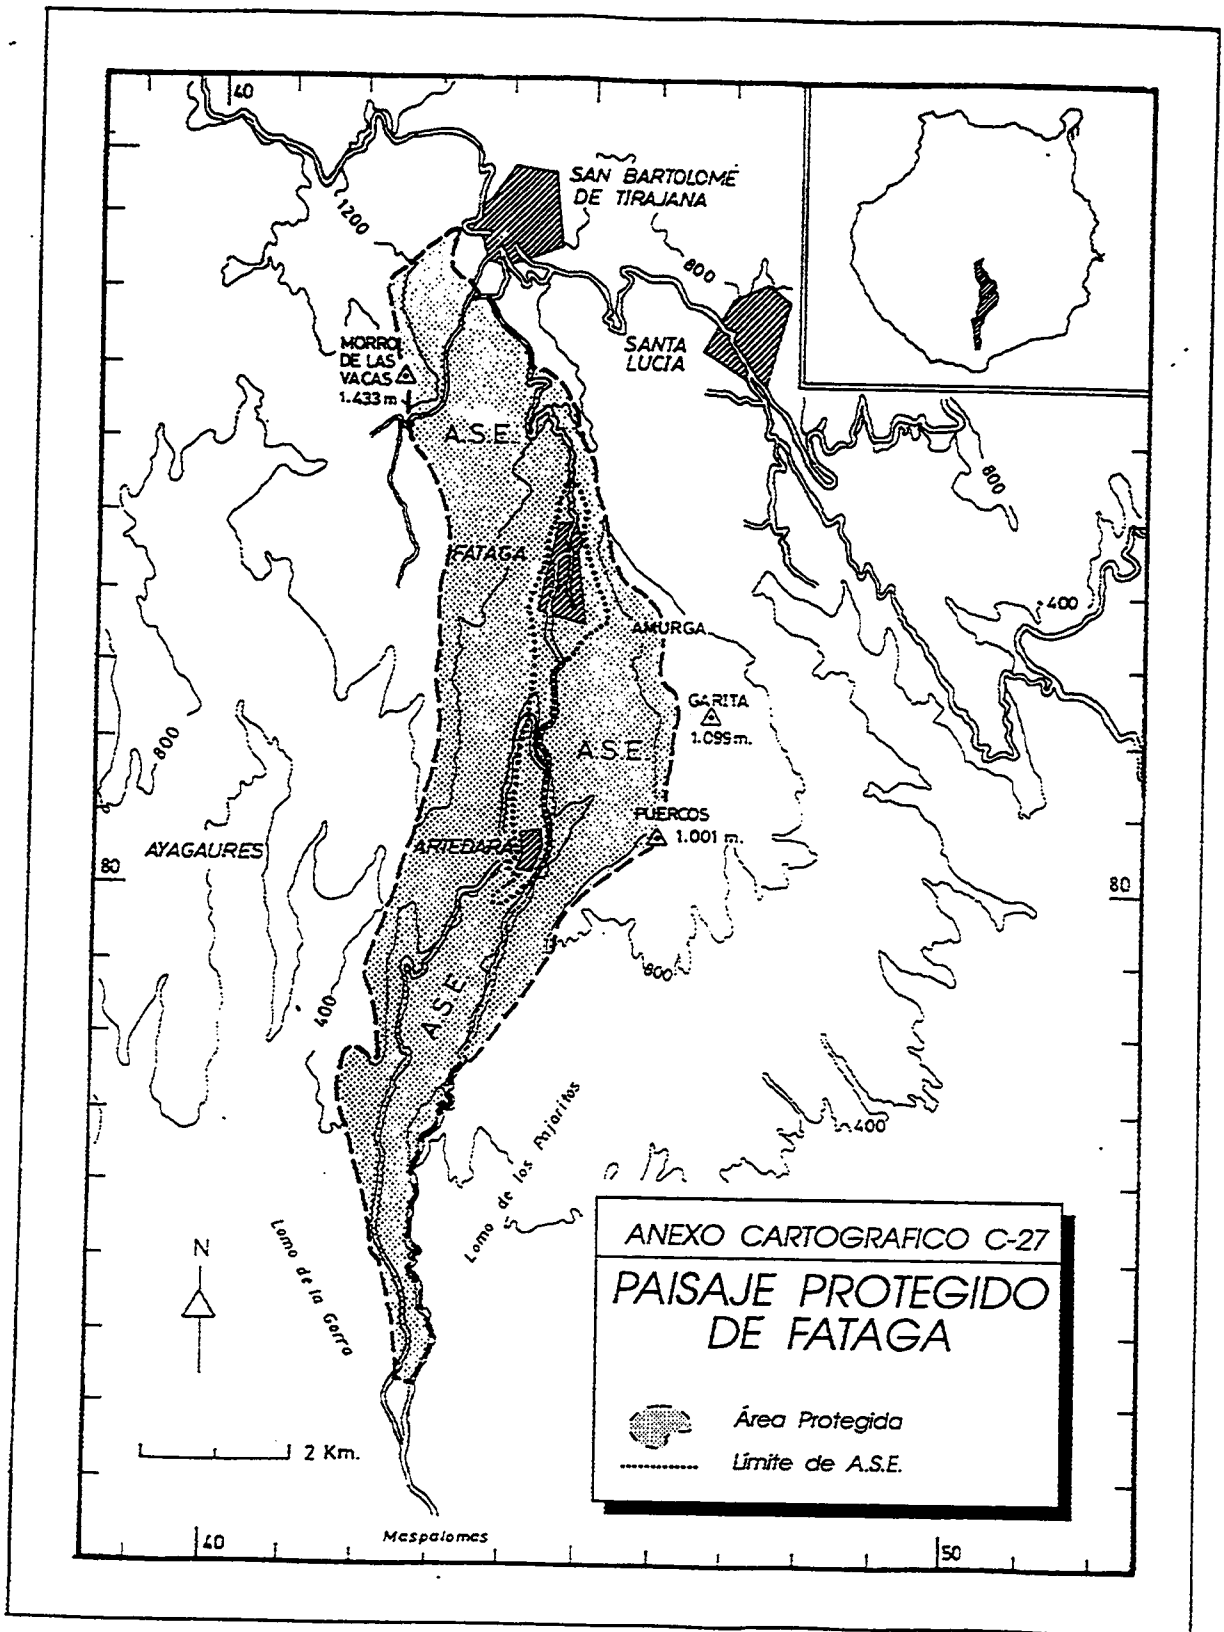 40
SAN BARTOLOMÉ
DE TIRAJANA
1200
800
SANTA
LUCIA
MORRO
DE LAS
VACAS
1.433 m.
A.S.E.
800
FATAGA
400
AMURGA
GARITA
1.099 m.
800
A.S.E.
PUERCOS
1.001 m.
AYAGAURES
ARTEDARA
80
80
800
A.S.E.
400
400
Lomo de los Pajaritos
Lomo de la Gorra
N
ANEXO CARTOGRAFICO C-27
PAISAJE PROTEGIDO
DE FATAGA
Área Protegida
Límite de A.S.E.
2 Km.
Maspalomas
40
50